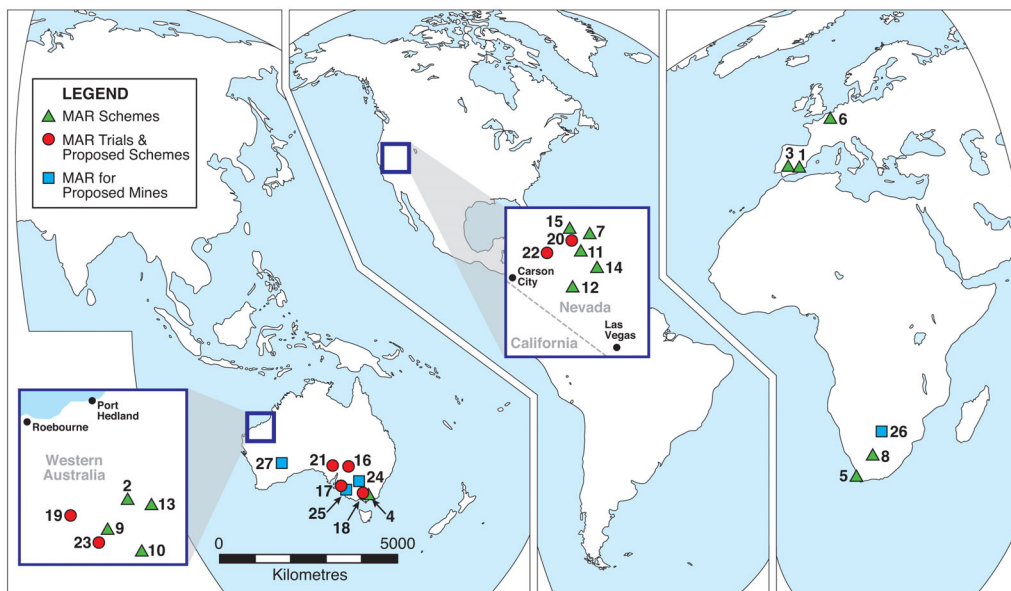 LEGEND
MAR Schemes
MAR Trials &
Proposed Schemes
MAR for
Proposed Mines
6
3 1
15
7
20
22
11
14
12
Carson
City
Nevada
Las
Vegas
California
Port
Hedland
Roebourne
Western
Australia
2
13
19
9
23
10
21
16
27
24
17
25
18
4
26
8
5
0
5000
Kilometres